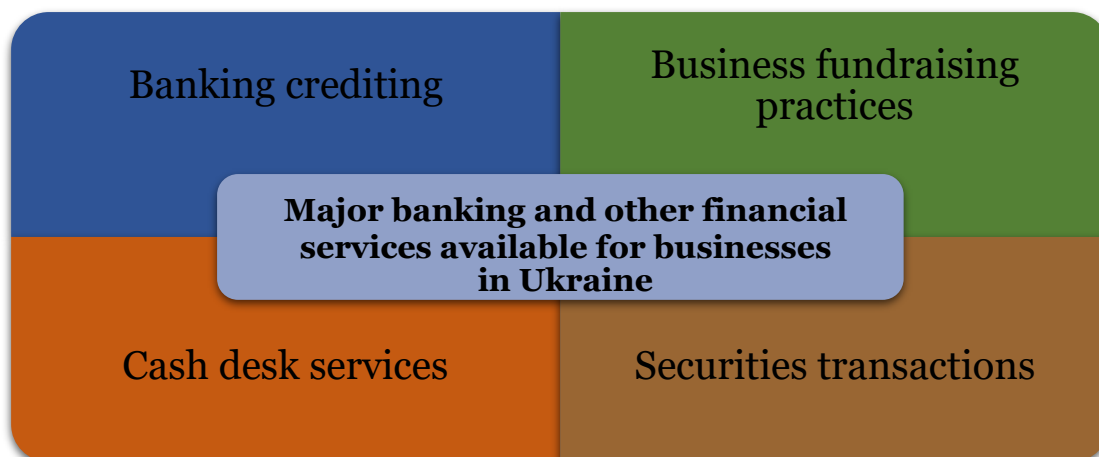 Banking crediting
Business fundraising
practices
Major banking and other financial
services available for businesses
in Ukraine
Cash desk services
Securities transactions